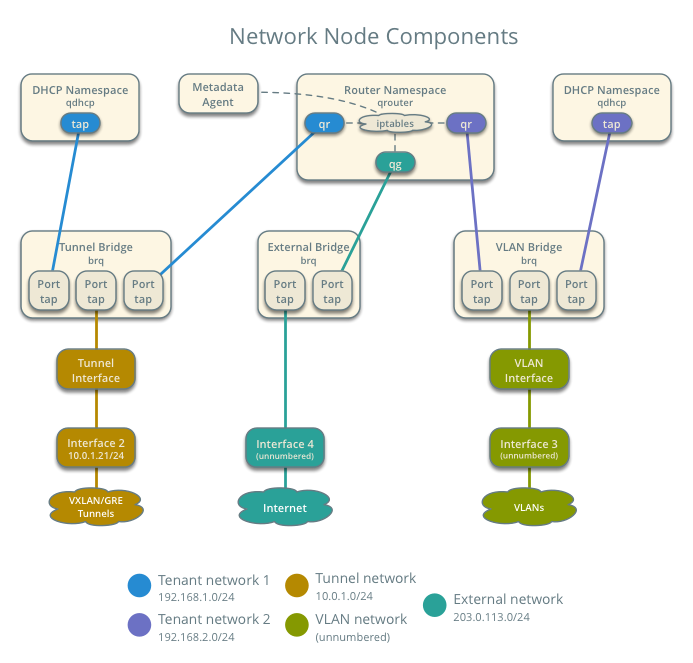 Network Node Components
DHCP Namespace
qdhcp
tap
Metadata
Agent
Router Namespace
qrouter
qr
iptables
qr
qg
DHCP Namespace
qdhcp
tap
Tunnel Bridge
brq
Port
tap
Port
tap
Port
tap
External Bridge
brq
Port
tap
Port
tap
VLAN Bridge
brq
Port
tap
Port
tap
Port
tap
Tunnel
Interface
VLAN
Interface
Interface 2
10.0.1.21/24
Interface 4
(unnumbered)
Interface 3
(unnumbered)
VXLAN/GRE
Tunnels
Internet
VLANs
Tenant network 1
192.168.1.0/24
Tenant network 2
192.168.2.0/24
Tunnel network
10.0.1.0/24
VLAN network
(unnumbered)
External network
203.0.113.0/24